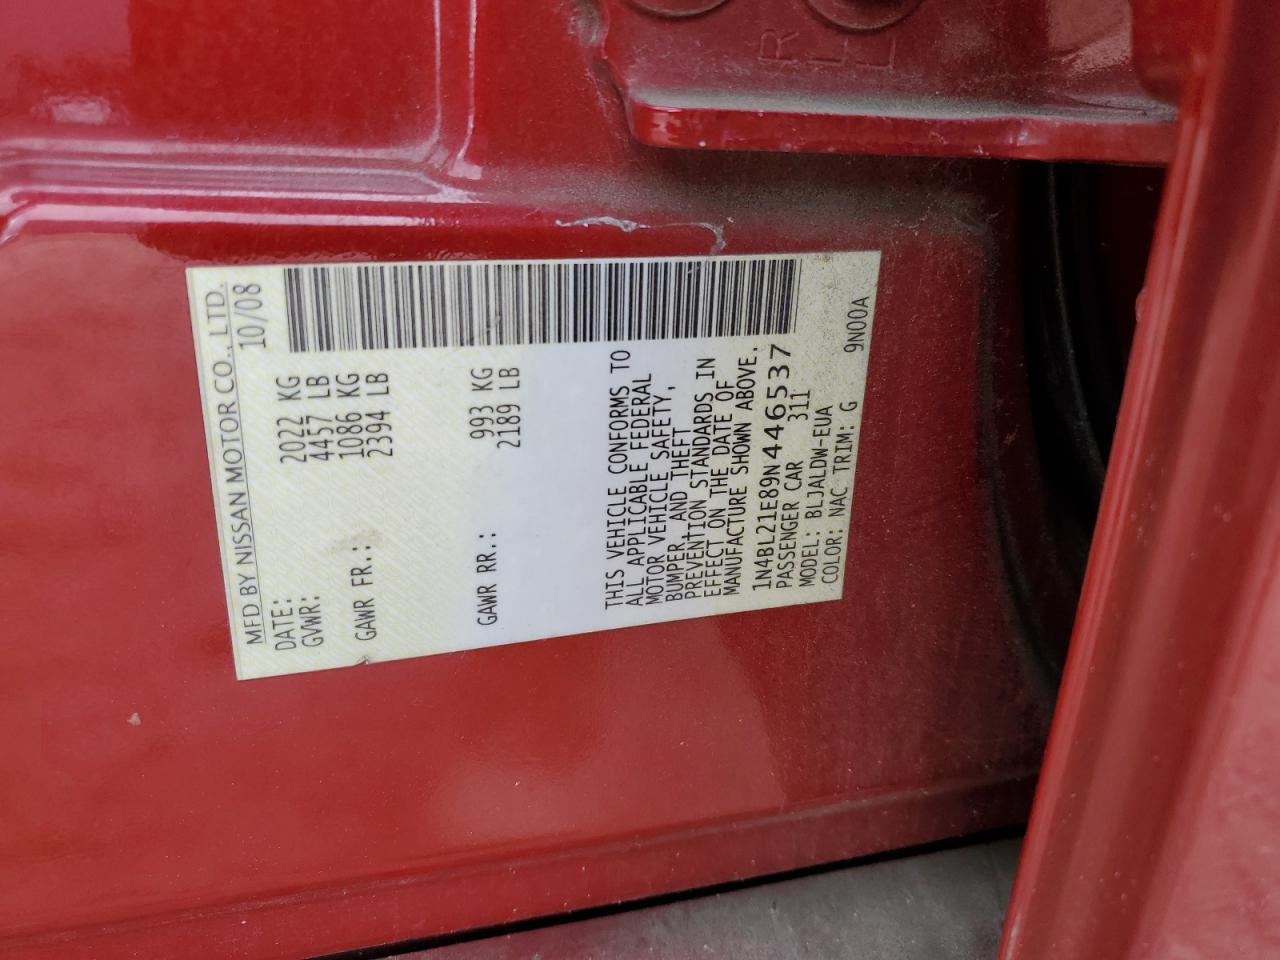 MFD BY NISSAN MOTOR CO., LTD.
DATE: 10/08
GVWR: 2022 KG
4457 LB
GAWR FR.: 1086 KG
2394 LB
GAWR RR.: 993 KG
2189 LB
THIS VEHICLE CONFORMS TO
ALL APPLICABLE FEDERAL
MOTOR VEHICLE SAFETY,
BUMPER, AND THEFT
PREVENTION STANDARDS IN
EFFECT ON THE DATE OF
MANUFACTURE SHOWN ABOVE.
1N4BL21E89N446537
PASSENGER CAR 311
MODEL: BLJALDW-EUA
COLOR: NAC TRIM: G 9N00A